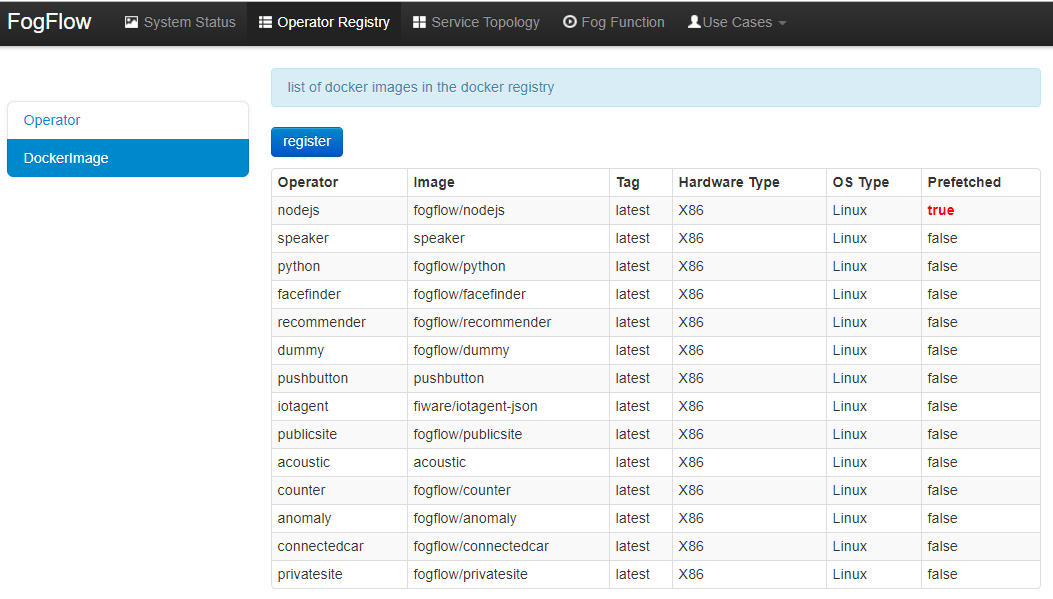 FogFlow System Status Operator Registry Service Topology Fog Function Use Cases
list of docker images in the docker registry
Operator
DockerImage
register
Operator Image Tag Hardware Type OS Type Prefetched
nodejs fogflow/nodejs latest X86 Linux true
speaker speaker latest X86 Linux false
python fogflow/python latest X86 Linux false
facefinder fogflow/facefinder latest X86 Linux false
recommender fogflow/recommender latest X86 Linux false
dummy fogflow/dummy latest X86 Linux false
pushbutton pushbutton latest X86 Linux false
iotagent fiware/iotagent-json latest X86 Linux false
publicsite fogflow/publicsite latest X86 Linux false
acoustic acoustic latest X86 Linux false
counter fogflow/counter latest X86 Linux false
anomaly fogflow/anomaly latest X86 Linux false
connectedcar fogflow/connectedcar latest X86 Linux false
privatesite fogflow/privatesite latest X86 Linux false